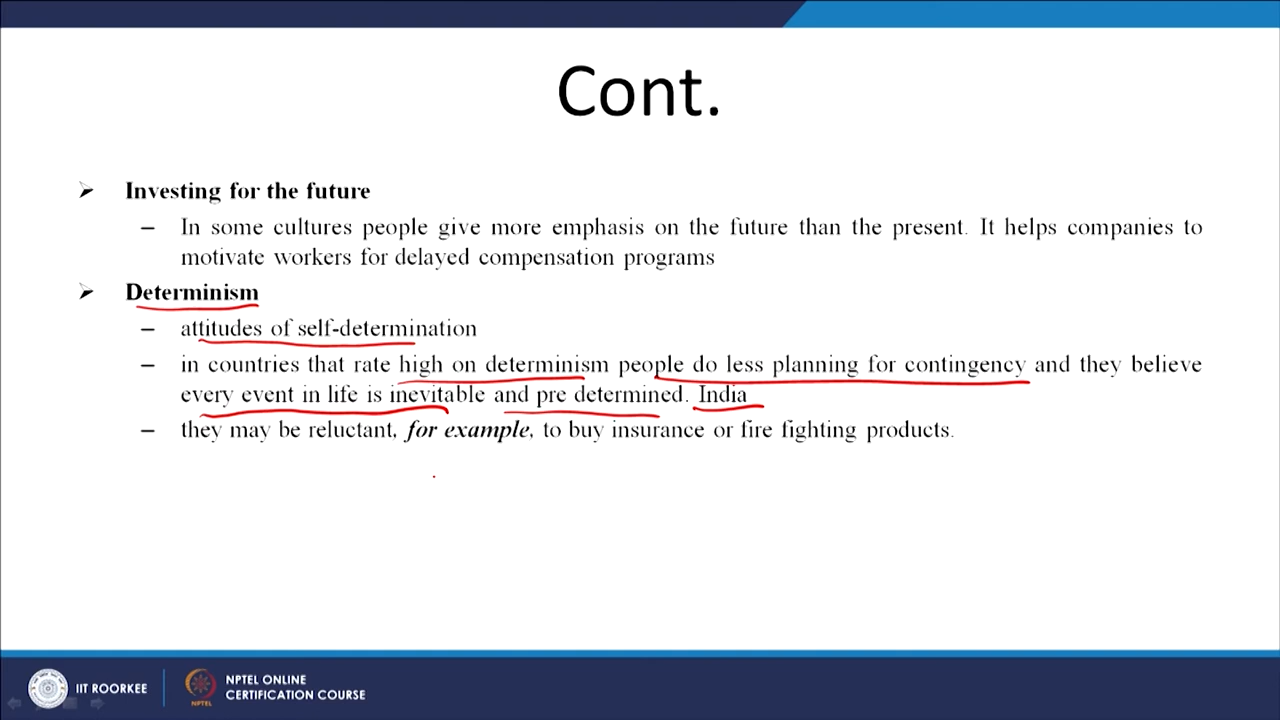 Cont.
➢ Investing for the future
– In some cultures people give more emphasis on the future than the present. It helps companies to
motivate workers for delayed compensation programs
➢ Determinism
– attitudes of self-determination
– in countries that rate high on determinism people do less planning for contingency and they believe
every event in life is inevitable and pre determined. India
– they may be reluctant, for example, to buy insurance or fire fighting products.
IIT ROORKEE
NPTEL
NPTEL ONLINE
CERTIFICATION COURSE